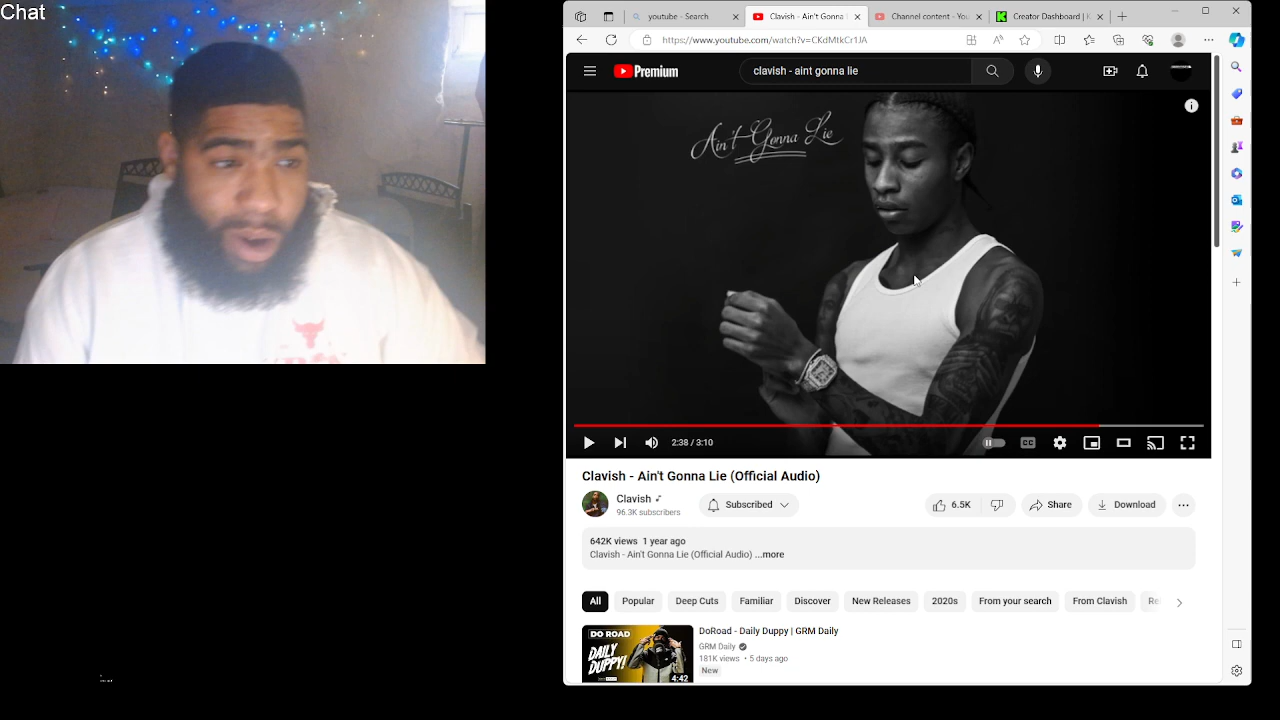 Chat
youtube - Search
Clavish - Ain't Gonna
Channel content - You
Creator Dashboard | K
https://www.youtube.com/watch?v=CKdMtkCr1JA
Premium
clavish - aint gonna lie
Ain't Gonna Lie
2:38 / 3:10
CC
Clavish - Ain't Gonna Lie (Official Audio)
Clavish
96.3K subscribers
Subscribed
6.5K
Share
Download
642K views 1 year ago
Clavish - Ain't Gonna Lie (Official Audio) ...more
All
Popular
Deep Cuts
Familiar
Discover
New Releases
2020s
From your search
From Clavish
Re
DO ROAD
DAILY DUPPY!
4:42
DoRoad - Daily Duppy | GRM Daily
GRM Daily
181K views • 5 days ago
New